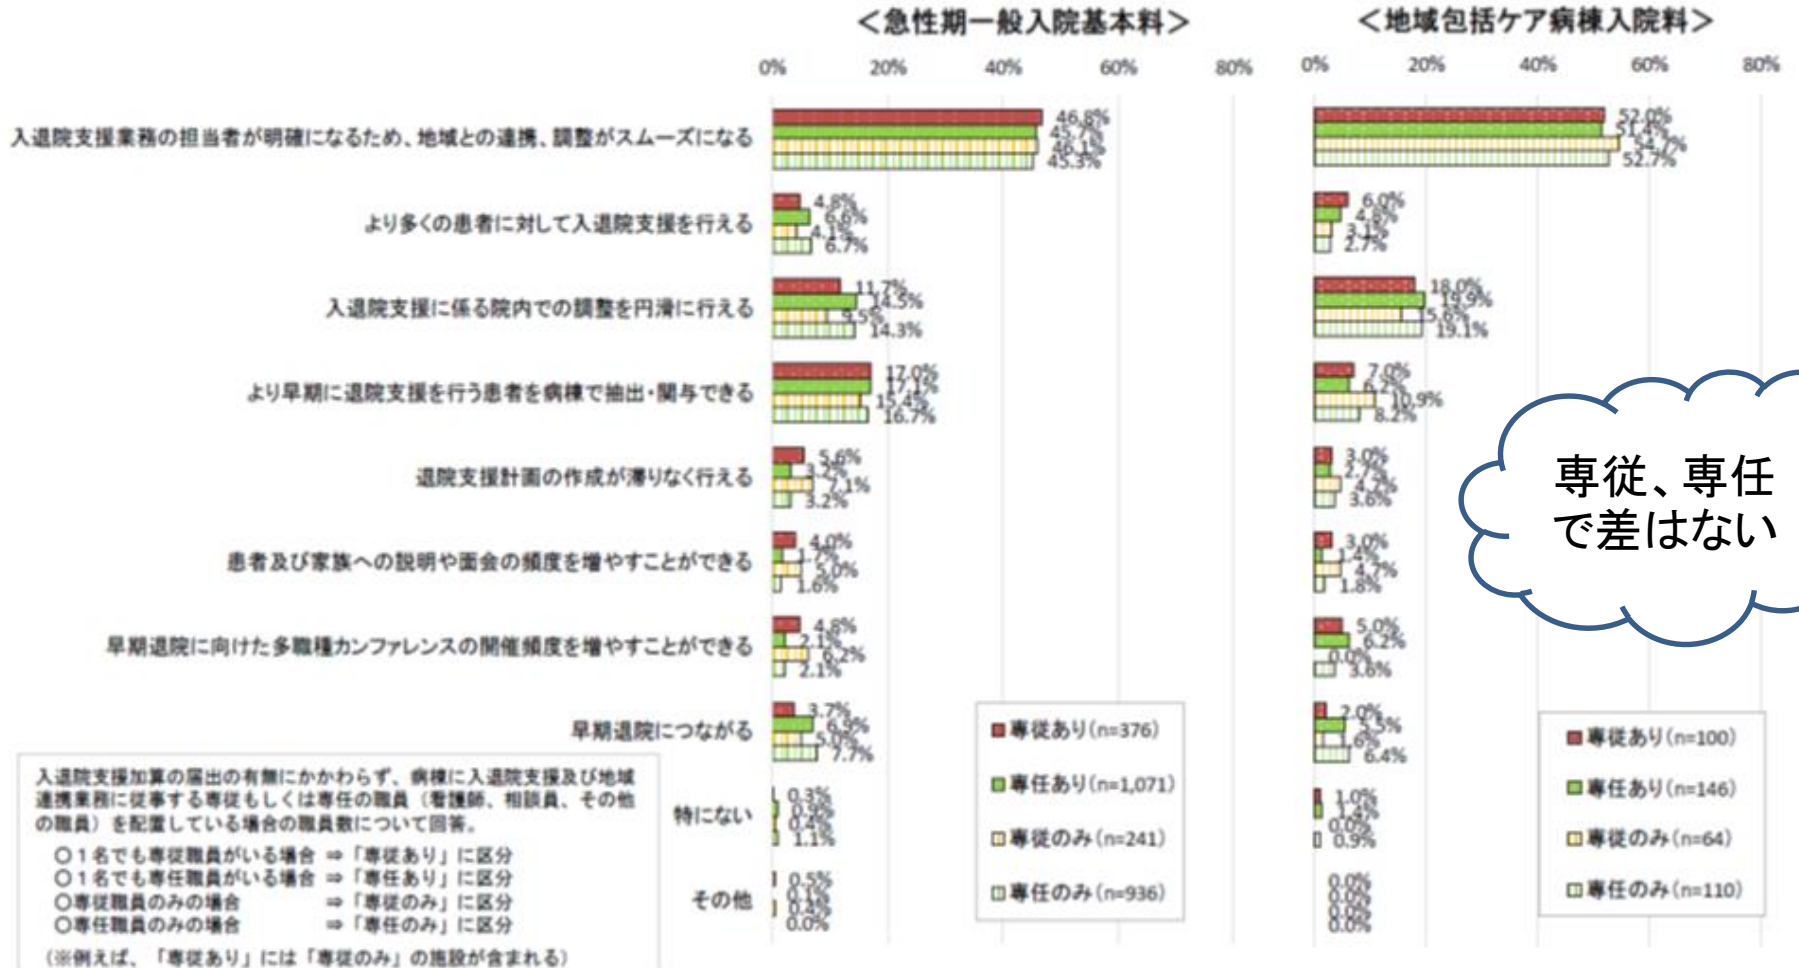 ＜急性期一般入院基本料＞
＜地域包括ケア病棟入院料＞
0% 20% 40% 60% 80%
0% 20% 40% 60% 80%
入退院支援業務の担当者が明確になるため、地域との連携、調整がスムーズになる
46.8%
45.7%
46.1%
45.3%
52.0%
51.4%
54.7%
52.7%
より多くの患者に対して入退院支援を行える
4.8%
6.6%
4.1%
6.7%
6.0%
4.8%
3.1%
2.7%
入退院支援に係る院内での調整を円滑に行える
11.7%
14.5%
9.5%
14.3%
18.0%
19.9%
15.6%
19.1%
より早期に退院支援を行う患者を病棟で抽出・関与できる
17.0%
17.1%
15.4%
16.7%
7.0%
6.2%
10.9%
8.2%
退院支援計画の作成が滞りなく行える
5.6%
3.2%
7.1%
3.2%
3.0%
2.7%
4.7%
3.6%
患者及び家族への説明や面会の頻度を増やすことができる
4.0%
1.7%
5.0%
1.6%
3.0%
1.4%
4.7%
1.8%
早期退院に向けた多職種カンファレンスの開催頻度を増やすことができる
4.8%
2.1%
6.2%
2.1%
5.0%
6.2%
0.0%
3.6%
早期退院につながる
3.7%
6.9%
5.0%
7.7%
2.0%
5.5%
1.6%
6.4%
特にない
0.3%
0.9%
0.4%
1.1%
1.0%
1.4%
0.0%
0.9%
その他
0.5%
0.1%
0.4%
0.0%
0.0%
0.0%
0.0%
0.0%
専従あり(n=376)
専任あり(n=1,071)
専従のみ(n=241)
専任のみ(n=936)
専従あり(n=100)
専任あり(n=146)
専従のみ(n=64)
専任のみ(n=110)
専従、専任
で差はない
入退院支援加算の届出の有無にかかわらず、病棟に入退院支援及び地域
連携業務に従事する専従もしくは専任の職員（看護師、相談員、その他
の職員）を配置している場合の職員数について回答。
○１名でも専従職員がいる場合 ⇒「専従あり」に区分
○１名でも専任職員がいる場合 ⇒「専任あり」に区分
○専従職員のみの場合 ⇒「専従のみ」に区分
○専任職員のみの場合 ⇒「専任のみ」に区分
（※例えば、「専従あり」には「専従のみ」の施設が含まれる）